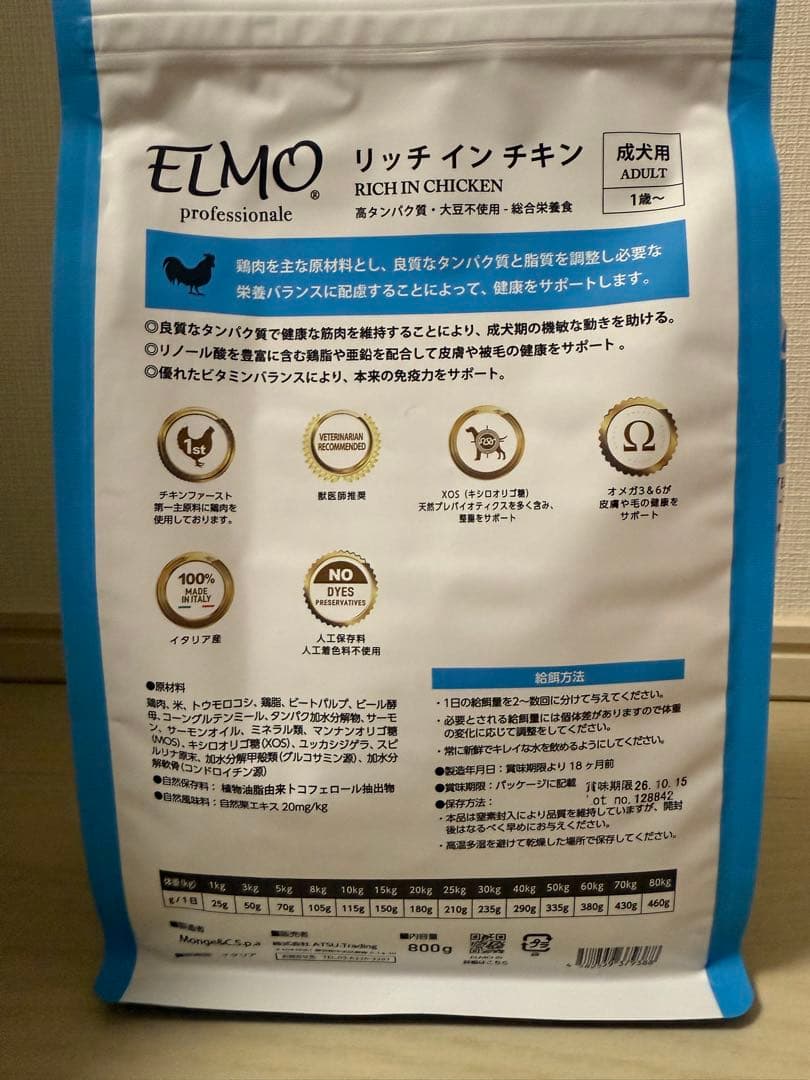 ELMO®
professionale
リッチ イン チキン
RICH IN CHICKEN
高タンパク質・大豆不使用 - 総合栄養食
成犬用
ADULT
1歳～
鶏肉を主な原材料とし、良質なタンパク質と脂質を調整し必要な
栄養バランスに配慮することによって、健康をサポートします。
◎良質なタンパク質で健康な筋肉を維持することにより、成犬期の機敏な動きを助ける。
◎リノール酸を豊富に含む鶏脂や亜鉛を配合して皮膚や被毛の健康をサポート 。
◎優れたビタミンバランスにより、本来の免疫力をサポート。
1st
チキンファースト
第一主原料に鶏肉を
使用しております。
VETERINARIAN
RECOMMENDED
獣医師推奨
XOS（キシロオリゴ糖）
天然プレバイオティクスを多く含み、
整腸をサポート
Ω
オメガ3＆6が
皮膚や毛の健康を
サポート
100%
MADE
IN ITALY
イタリア産
NO
DYES
PRESERVATIVES
人工保存料
人工着色料不使用
●原材料
鶏肉、米、トウモロコシ、鶏脂、ビートパルプ、ビール酵
母、コーングルテンミール、タンパク加水分解物、サーモ
ン、サーモンオイル、ミネラル類、マンナンオリゴ糖
(MOS)、キシロオリゴ糖(XOS)、ユッカシジゲラ、スピ
ルリナ原末、加水分解甲殻類(グルコサミン源)、加水分
解軟骨(コンドロイチン源)
●自然保存料： 植物油脂由来トコフェロール抽出物
●自然風味料：自然栗エキス 20mg/kg
給餌方法
・1日の給餌量を2～数回に分けて与えてください。
・必要とされる給餌量には個体差がありますので体重
の変化に応じて調整をしてください。
・常に新鮮でキレイな水を飲めるようにしてください。
●製造年月日：賞味期限より18ヶ月前
●賞味期限：パッケージに記載 賞味期限26.10.15
Lot no.128842
●保存方法：
・本品は窒素封入により品質を維持していますが、開封
後はなるべく早めにお与えください。
・高温多湿を避けて乾燥した場所で保存してください。
体重(kg) 1kg 3kg 5kg 8kg 10kg 15kg 20kg 25kg 30kg 40kg 50kg 60kg 70kg 80kg
g/1日 25g 50g 70g 105g 115g 150g 180g 210g 235g 290g 335g 380g 430g 460g
Monge&C.S.p.a
イタリア
■販売者
株式会社 ATSU Trading
■内容量
800g
ELMO の
詳細はこちら